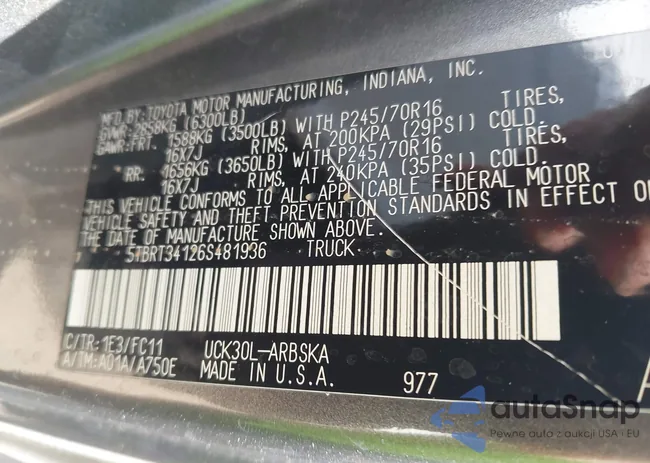 MFD.BY: TOYOTA MOTOR MANUFACTURING, INDIANA, INC.
GVWR: 2858KG (6300LB)
GAWR: FRT. 1588KG (3500LB) WITH P245/70R16 TIRES,
16X7J RIMS, AT 200KPA (29PSI) COLD.
RR. 1656KG (3650LB) WITH P245/70R16 TIRES,
16X7J RIMS, AT 240KPA (35PSI) COLD.
THIS VEHICLE CONFORMS TO ALL APPLICABLE FEDERAL MOTOR
VEHICLE SAFETY AND THEFT PREVENTION STANDARDS IN EFFECT
THE DATE OF MANUFACTURE SHOWN ABOVE.
5TBRT34126S481936 TRUCK
C/TR: 1E3/FC11 UCK30L-ARBSKA
A/TM: A01A/A750E MADE IN U.S.A. 977
autaSnap
Pewne auto z aukcji USA i EU